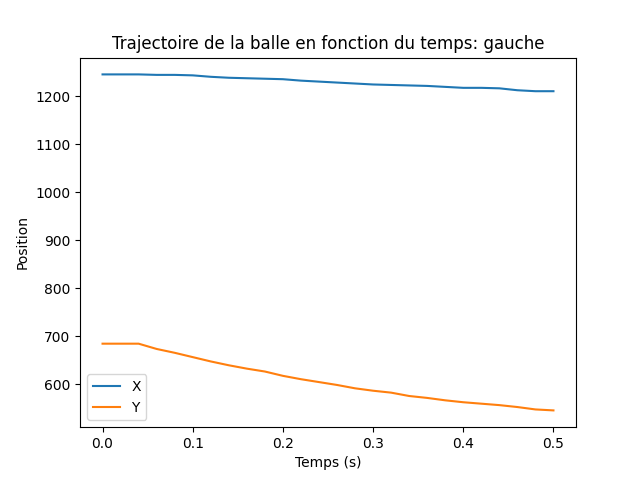 Trajectoire de la balle en fonction du temps: gauche
1200
1100
1000
900
800
700
600
Position
X
Y
0.0 0.1 0.2 0.3 0.4 0.5
Temps (s)